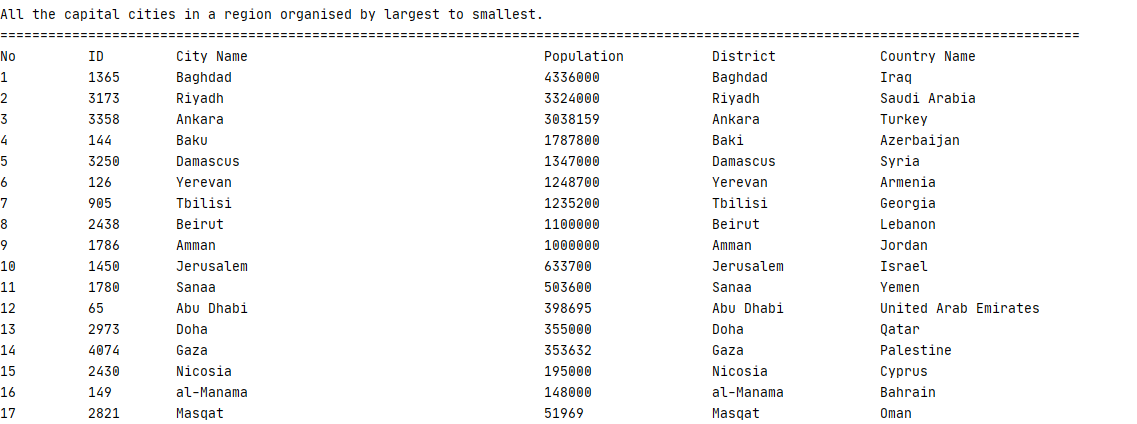 All the capital cities in a region organised by largest to smallest.
=======================================================================================================================================
No ID City Name Population District Country Name
1 1365 Baghdad 4336000 Baghdad Iraq
2 3173 Riyadh 3324000 Riyadh Saudi Arabia
3 3358 Ankara 3038159 Ankara Turkey
4 144 Baku 1787800 Baki Azerbaijan
5 3250 Damascus 1347000 Damascus Syria
6 126 Yerevan 1248700 Yerevan Armenia
7 905 Tbilisi 1235200 Tbilisi Georgia
8 2438 Beirut 1100000 Beirut Lebanon
9 1786 Amman 1000000 Amman Jordan
10 1450 Jerusalem 633700 Jerusalem Israel
11 1780 Sanaa 503600 Sanaa Yemen
12 65 Abu Dhabi 398695 Abu Dhabi United Arab Emirates
13 2973 Doha 355000 Doha Qatar
14 4074 Gaza 353632 Gaza Palestine
15 2430 Nicosia 195000 Nicosia Cyprus
16 149 al-Manama 148000 al-Manama Bahrain
17 2821 Masqat 51969 Masqat Oman